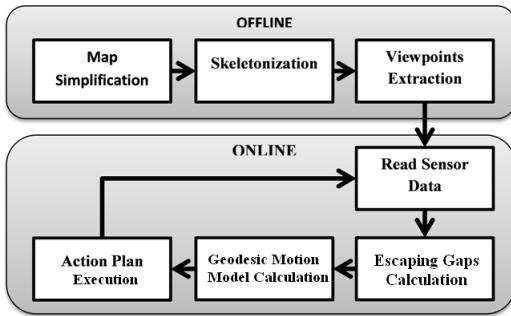 OFFLINE
Map
Simplification
Skeletonization
Viewpoints
Extraction
ONLINE
Read Sensor
Data
Action Plan
Execution
Geodesic Motion
Model Calculation
Escaping Gaps
Calculation